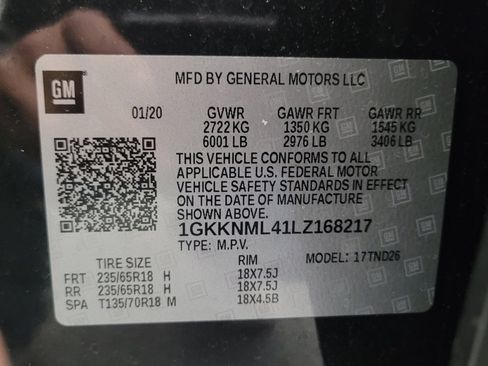 GM
MFD BY GENERAL MOTORS LLC
01/20 GVWR GAWR FRT GAWR RR
2722 KG 1350 KG 1545 KG
6001 LB 2976 LB 3406 LB
THIS VEHICLE CONFORMS TO ALL
APPLICABLE U.S. FEDERAL MOTOR
VEHICLE SAFETY STANDARDS IN EFFECT
ON THE DATE OF MANUFACTURE
SHOWN ABOVE.
1GKKNML41LZ168217
TYPE: M.P.V.
TIRE SIZE RIM MODEL: 17TND26
FRT 235/65R18 H 18X7.5J
RR 235/65R18 H 18X7.5J
SPA T135/70R18 M 18X4.5B